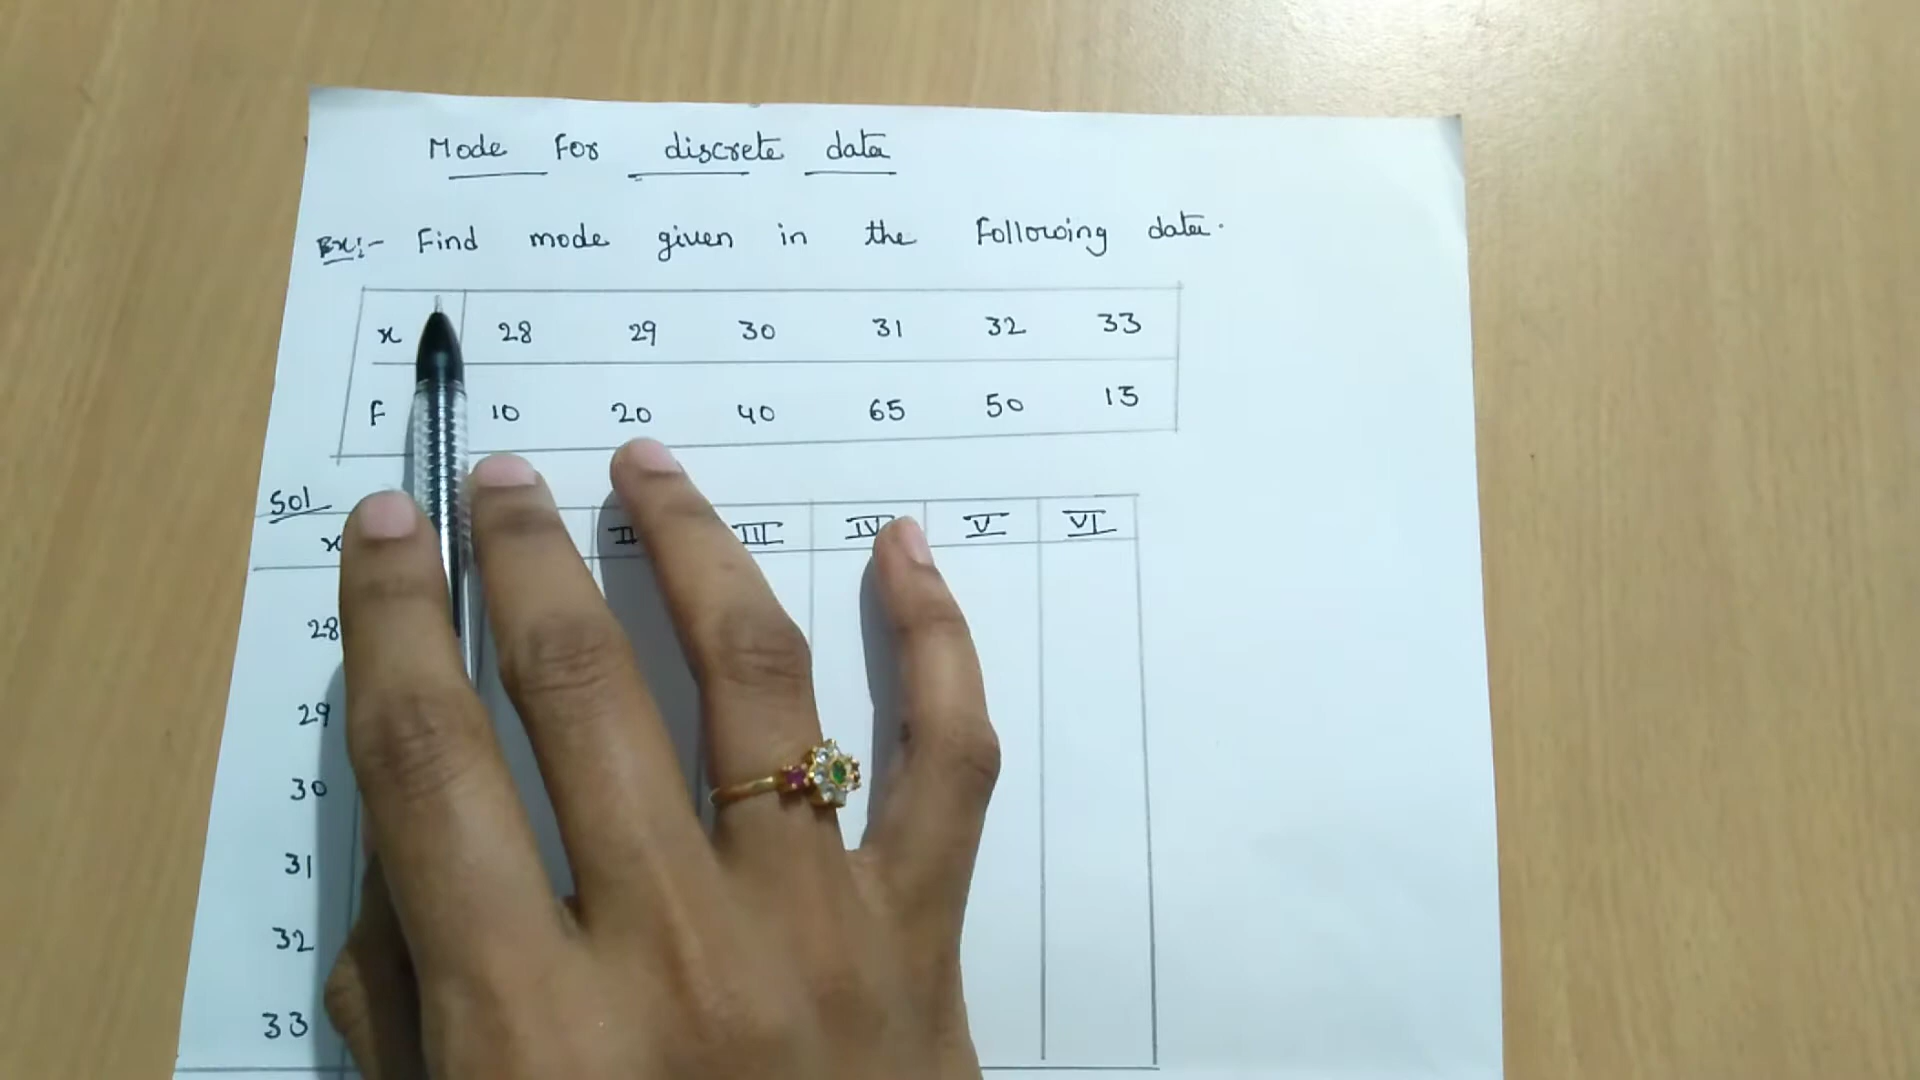 Mode For discrete data
Ex:- Find mode given in the Following data.
x 28 29 30 31 32 33
F 10 20 40 65 50 15
Sol
x II III IV V VI
28
29
30
31
32
33